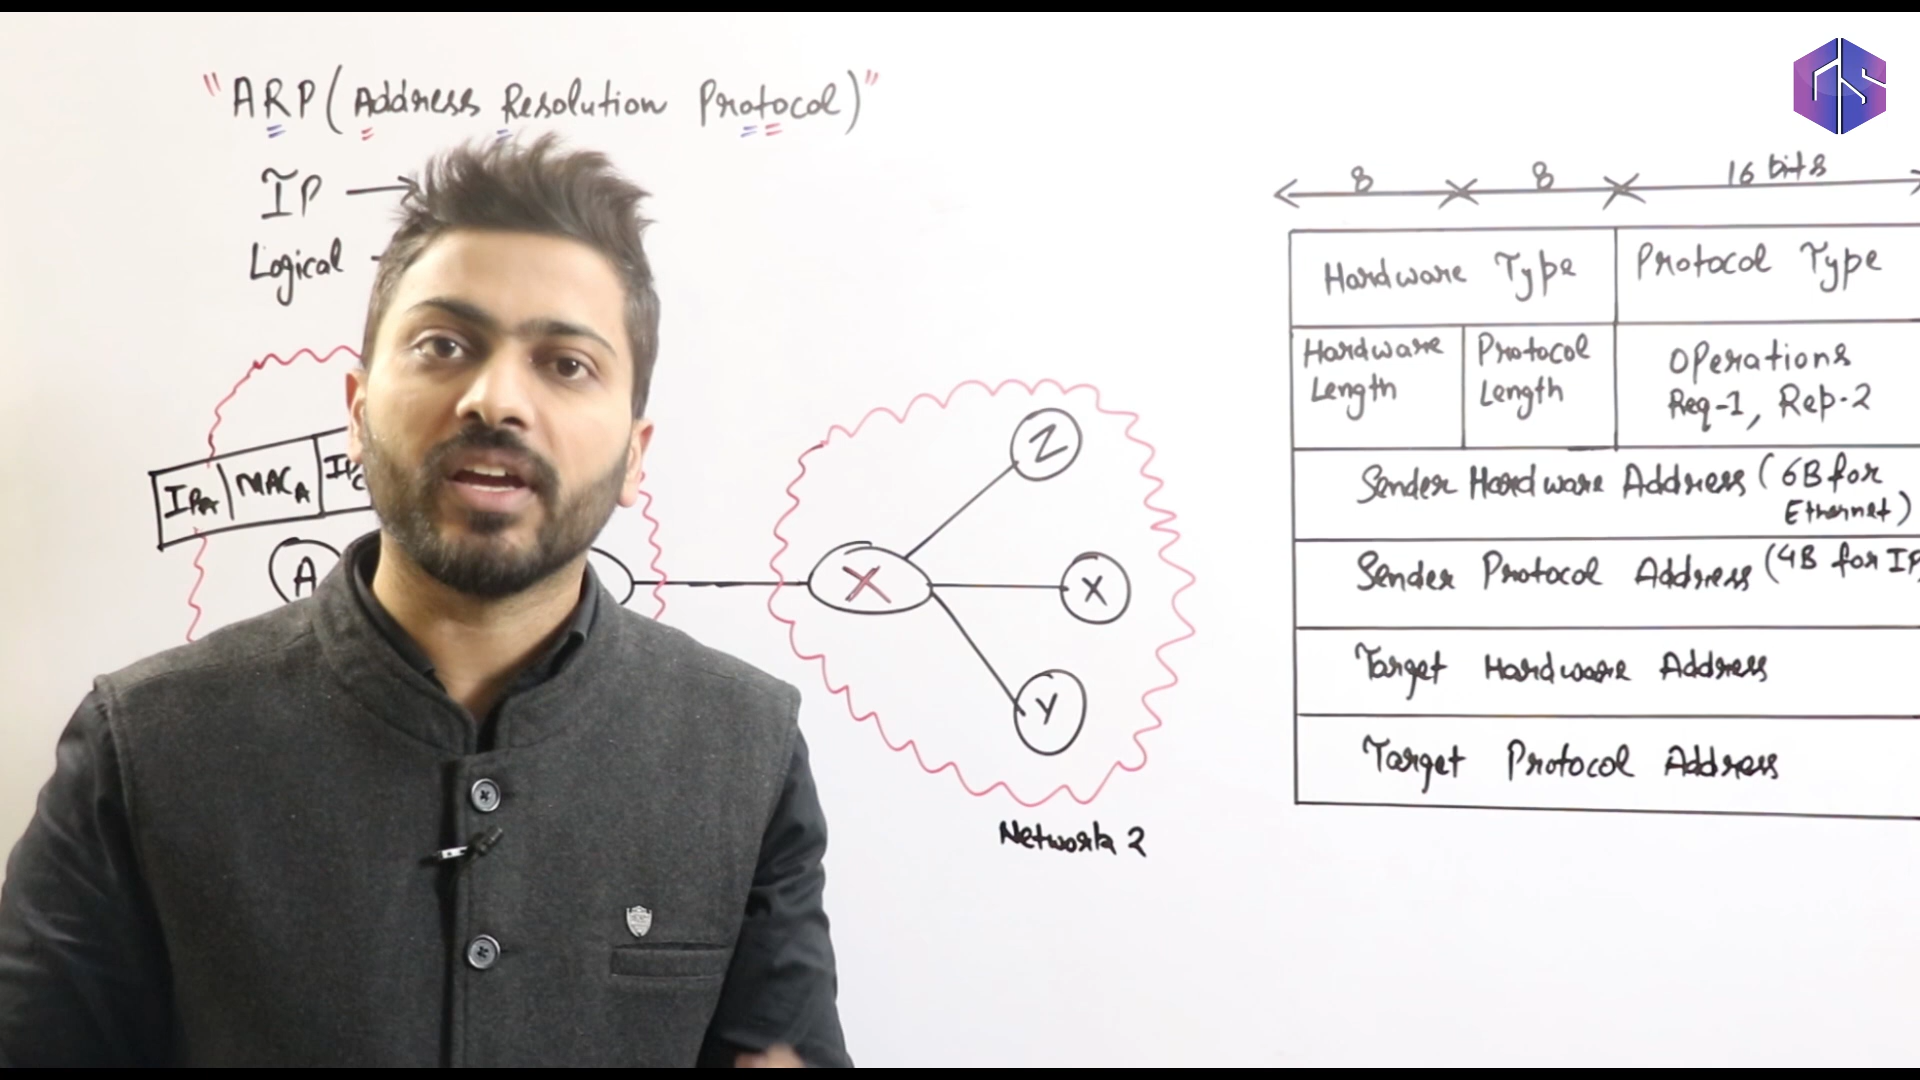 "ARP (Address Resolution Protocol)"
IP →
Logical -
IPA MACA
A
X
Z
X
Y
Network 2
8 8 16 bits
Hardware Type Protocol Type
Hardware Length Protocol Length Operations Req-1, Rep-2
Sender Hardware Address (6B for Ethernet)
Sender Protocol Address (4B for IP
Target Hardware Address
Target Protocol Address